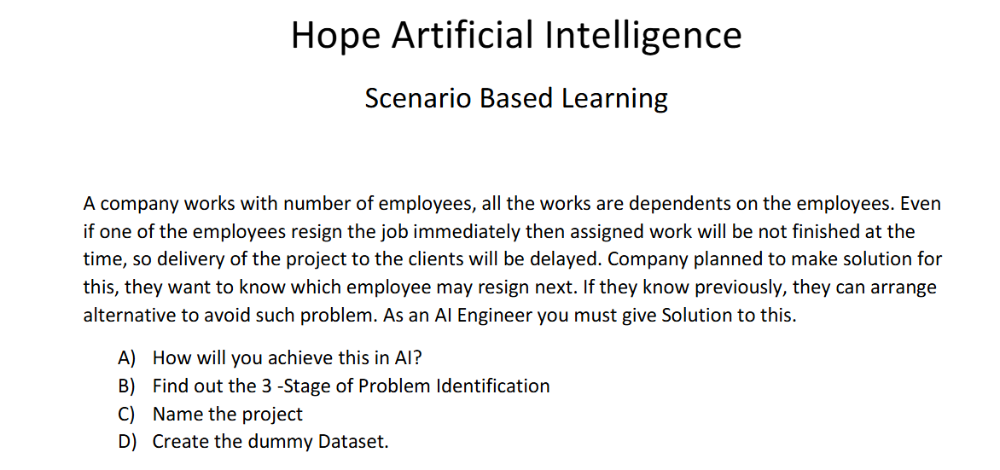 Hope Artificial Intelligence
Scenario Based Learning
A company works with number of employees, all the works are dependents on the employees. Even
if one of the employees resign the job immediately then assigned work will be not finished at the
time, so delivery of the project to the clients will be delayed. Company planned to make solution for
this, they want to know which employee may resign next. If they know previously, they can arrange
alternative to avoid such problem. As an AI Engineer you must give Solution to this.
A) How will you achieve this in AI?
B) Find out the 3 -Stage of Problem Identification
C) Name the project
D) Create the dummy Dataset.